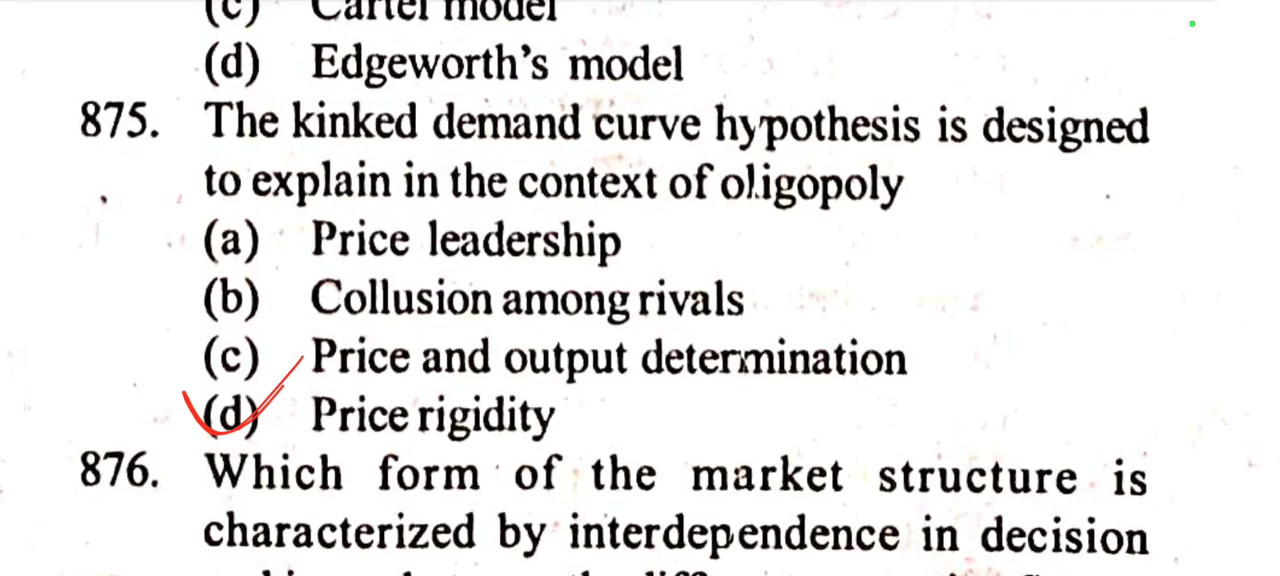 (c) Cartel model
(d) Edgeworth's model
875. The kinked demand curve hypothesis is designed
to explain in the context of oligopoly
(a) Price leadership
(b) Collusion among rivals
(c) Price and output determination
(d) Price rigidity
876. Which form of the market structure is
characterized by interdependence in decision